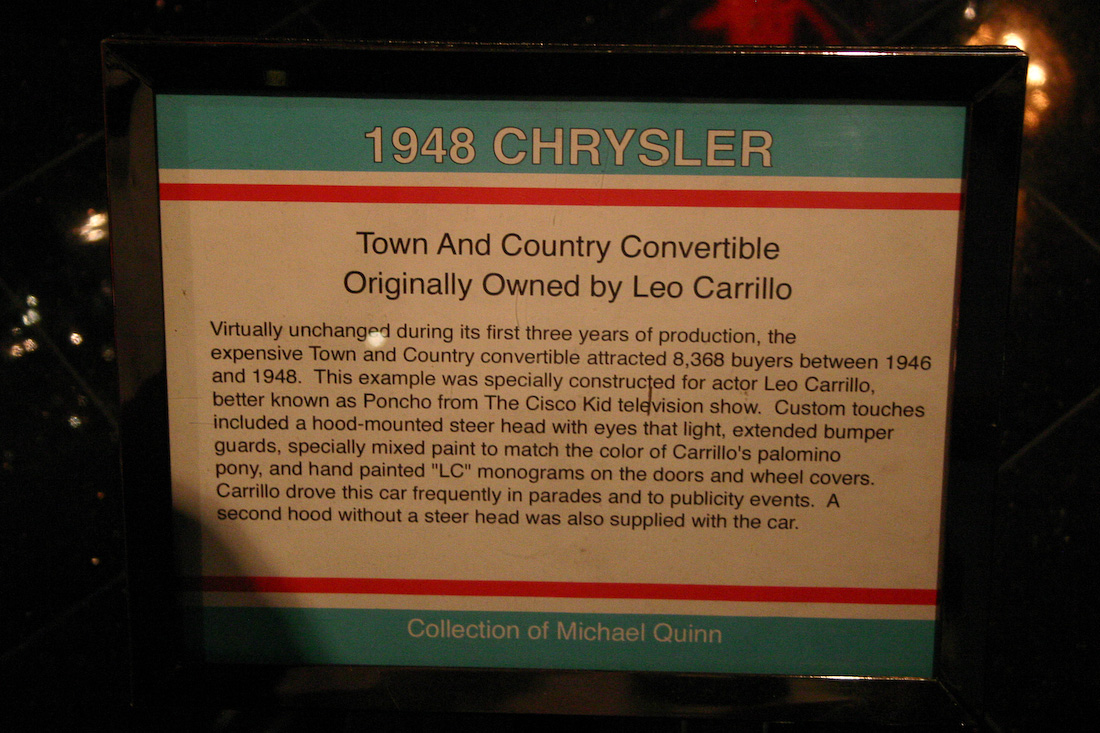 1948 CHRYSLER
Town And Country Convertible
Originally Owned by Leo Carrillo
Virtually unchanged during its first three years of production, the
expensive Town and Country convertible attracted 8,368 buyers between 1946
and 1948.  This example was specially constructed for actor Leo Carrillo,
better known as Poncho from The Cisco Kid television show.  Custom touches
included a hood-mounted steer head with eyes that light, extended bumper
guards, specially mixed paint to match the color of Carrillo's palomino
pony, and hand painted "LC" monograms on the doors and wheel covers.
Carrillo drove this car frequently in parades and to publicity events.  A
second hood without a steer head was also supplied with the car.
Collection of Michael Quinn